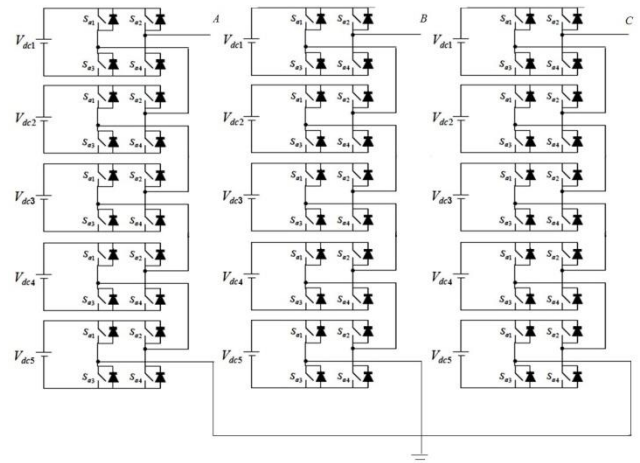 A B C
Sa1 Sa2 Sa1 Sa2 Sa1 Sa2
Vdc1 Vdc1 Vdc1
Sa3 Sa4 Sa3 Sa4 Sa3 Sa4
Sa1 Sa2 Sa1 Sa2 Sa1 Sa2
Vdc2 Vdc2 Vdc2
Sa3 Sa4 Sa3 Sa4 Sa3 Sa4
Sa1 Sa2 Sa1 Sa2 Sa1 Sa2
Vdc3 Vdc3 Vdc3
Sa3 Sa4 Sa3 Sa4 Sa3 Sa4
Sa1 Sa2 Sa1 Sa2 Sa1 Sa2
Vdc4 Vdc4 Vdc4
Sa3 Sa4 Sa3 Sa4 Sa3 Sa4
Sa1 Sa2 Sa1 Sa2 Sa1 Sa2
Vdc5 Vdc5 Vdc5
Sa3 Sa4 Sa3 Sa4 Sa3 Sa4